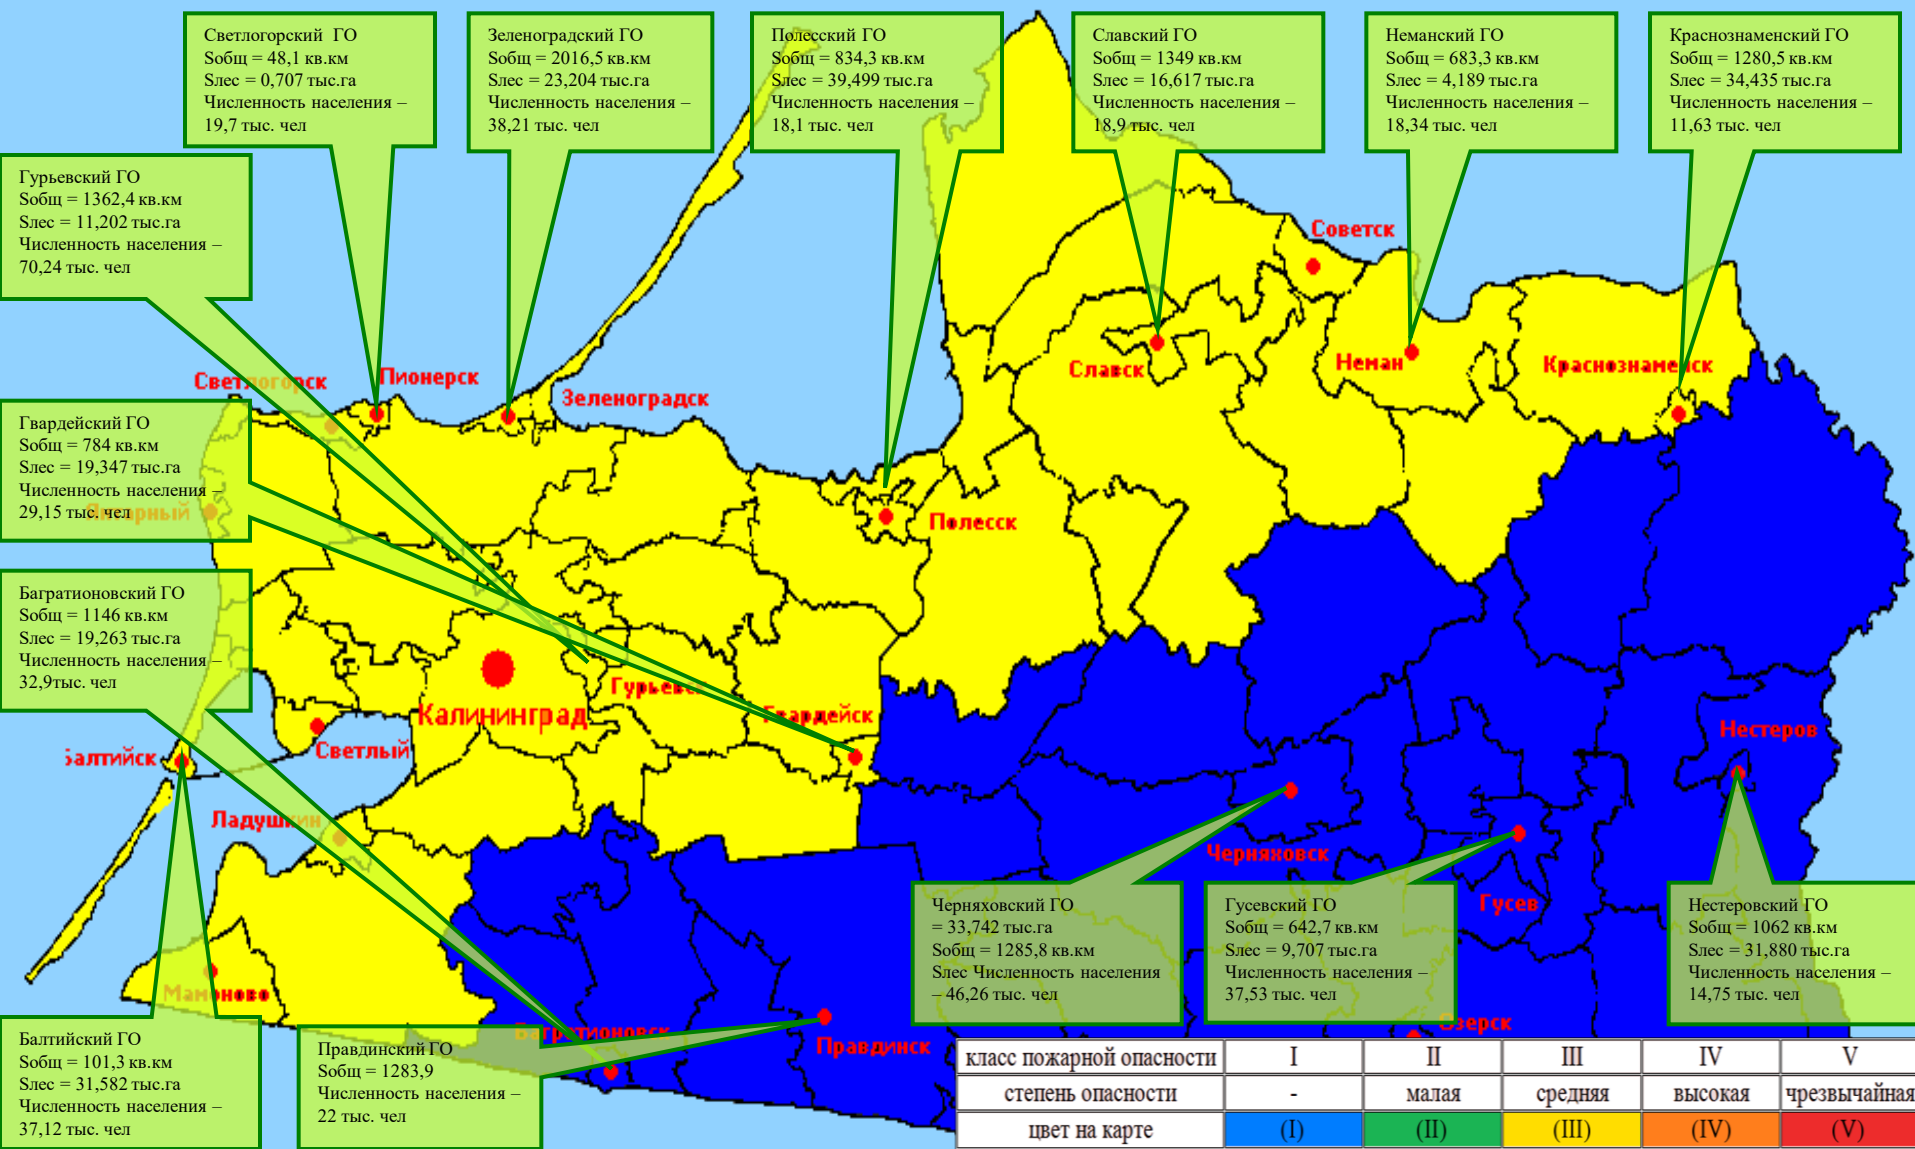 Светлогорский ГО
Sобщ = 48,1 кв.км
Sлес = 0,707 тыс.га
Численность населения –
19,7 тыс. чел
Зеленоградский ГО
Sобщ = 2016,5 кв.км
Sлес = 23,204 тыс.га
Численность населения –
38,21 тыс. чел
Полесский ГО
Sобщ = 834,3 кв.км
Sлес = 39,499 тыс.га
Численность населения –
18,1 тыс. чел
Славский ГО
Sобщ = 1349 кв.км
Sлес = 16,617 тыс.га
Численность населения –
18,9 тыс. чел
Неманский ГО
Sобщ = 683,3 кв.км
Sлес = 4,189 тыс.га
Численность населения –
18,34 тыс. чел
Краснознаменский ГО
Sобщ = 1280,5 кв.км
Sлес = 34,435 тыс.га
Численность населения –
11,63 тыс. чел
Гурьевский ГО
Sобщ = 1362,4 кв.км
Sлес = 11,202 тыс.га
Численность населения –
70,24 тыс. чел
Советск
Светлогорск
Пионерск
Зеленоградск
Славск
Неман
Краснознаменск
Гвардейский ГО
Sобщ = 784 кв.км
Sлес = 19,347 тыс.га
Численность населения –
29,15 тыс. чел
Янтарный
Полесск
Багратионовский ГО
Sобщ = 1146 кв.км
Sлес = 19,263 тыс.га
Численность населения –
32,9тыс. чел
Гурьевск
Калининград
Гвардейск
Светлый
Балтийск
Нестеров
Ладушкин
Черняховск
Гусев
Мамоново
Черняховский ГО
= 33,742 тыс.га
Sобщ = 1285,8 кв.км
Sлес Численность населения
– 46,26 тыс. чел
Гусевский ГО
Sобщ = 642,7 кв.км
Sлес = 9,707 тыс.га
Численность населения –
37,53 тыс. чел
Нестеровский ГО
Sобщ = 1062 кв.км
Sлес = 31,880 тыс.га
Численность населения –
14,75 тыс. чел
Озерск
Багратионовск
Правдинск
Балтийский ГО
Sобщ = 101,3 кв.км
Sлес = 31,582 тыс.га
Численность населения –
37,12 тыс. чел
Правдинский ГО
Sобщ = 1283,9
Численность населения –
22 тыс. чел
класс пожарной опасности I II III IV V
степень опасности - малая средняя высокая чрезвычайная
цвет на карте (I) (II) (III) (IV) (V)